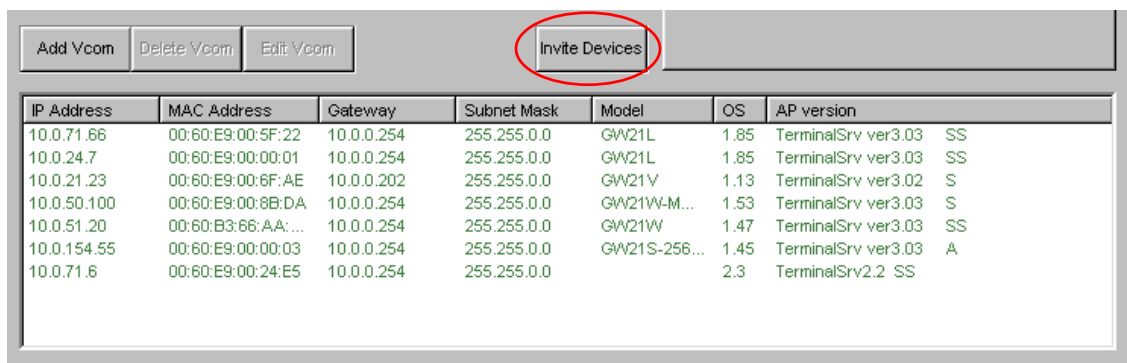 Add Vcom Delete Vcom Edit Vcom Invite Devices
IP Address MAC Address Gateway Subnet Mask Model OS AP version
10.0.71.66 00:60:E9:00:5F:22 10.0.0.254 255.255.0.0 GW21L 1.85 TerminalSrv ver3.03 SS
10.0.24.7 00:60:E9:00:00:01 10.0.0.254 255.255.0.0 GW21L 1.85 TerminalSrv ver3.03 SS
10.0.21.23 00:60:E9:00:6F:AE 10.0.0.202 255.255.0.0 GW21V 1.13 TerminalSrv ver3.02 S
10.0.50.100 00:60:E9:00:8B:DA 10.0.0.254 255.255.0.0 GW21W-M... 1.53 TerminalSrv ver3.03 S
10.0.51.20 00:60:B3:66:AA:... 10.0.0.254 255.255.0.0 GW21W 1.47 TerminalSrv ver3.03 SS
10.0.154.55 00:60:E9:00:00:03 10.0.0.254 255.255.0.0 GW21S-256... 1.45 TerminalSrv ver3.03 A
10.0.71.6 00:60:E9:00:24:E5 10.0.0.254 255.255.0.0 2.3 TerminalSrv2.2 SS